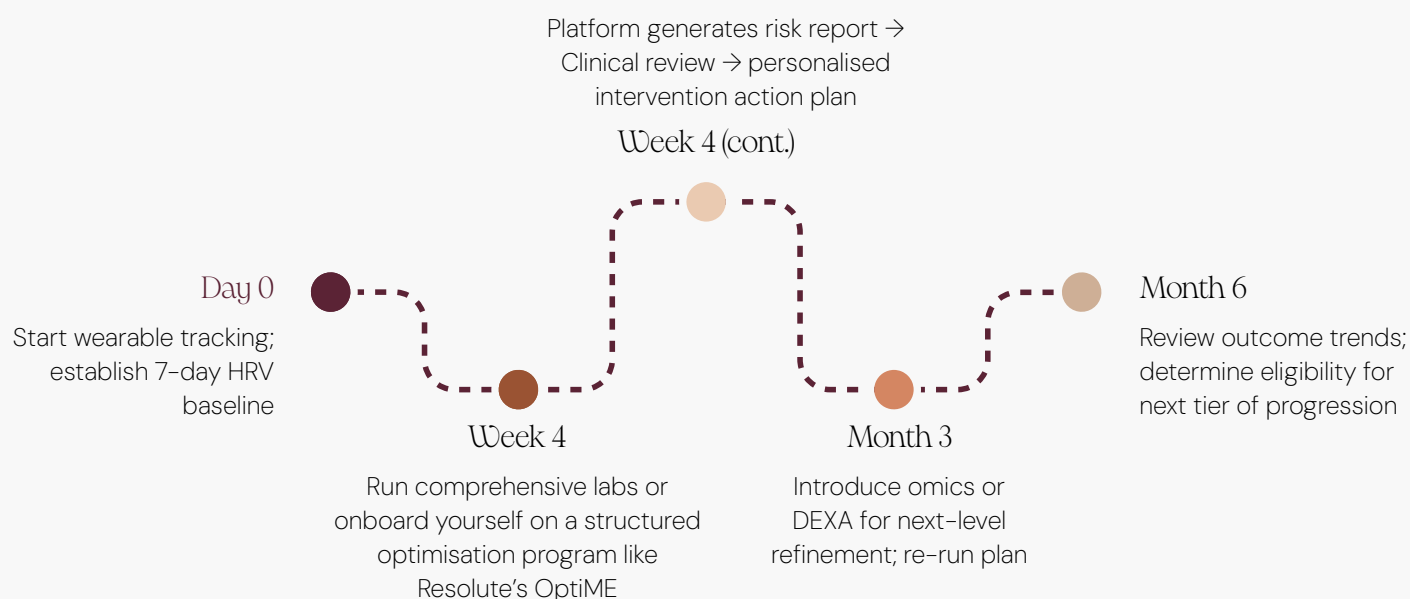 Platform generates risk report →
Clinical review → personalised
intervention action plan
Week 4 (cont.)
Day 0
Start wearable tracking;
establish 7-day HRV
baseline
Week 4
Run comprehensive labs or
onboard yourself on a structured
optimisation program like
Resolute's OptiME
Month 3
Introduce omics or
DEXA for next-level
refinement; re-run plan
Month 6
Review outcome trends;
determine eligibility for
next tier of progression